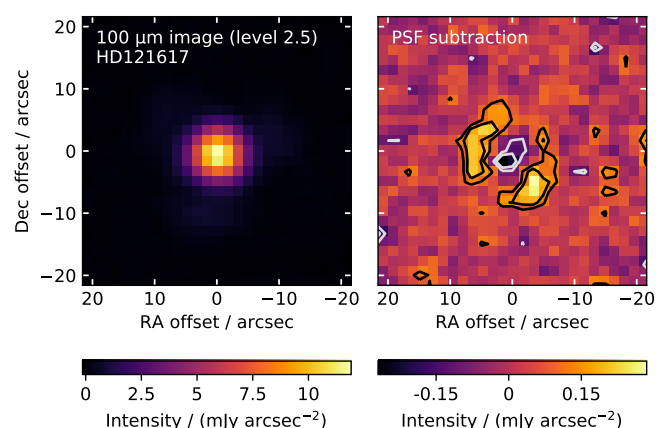 100 μm image (level 2.5)
HD121617
PSF subtraction
Dec offset / arcsec
20
10
0
−10
−20
20
10
0
−10
−20
20
10
0
−10
−20
RA offset / arcsec
RA offset / arcsec
0
2.5
5
7.5
10
-0.15
0
0.15
Intensity / (mJy arcsec⁻²)
Intensity / (mJy arcsec⁻²)